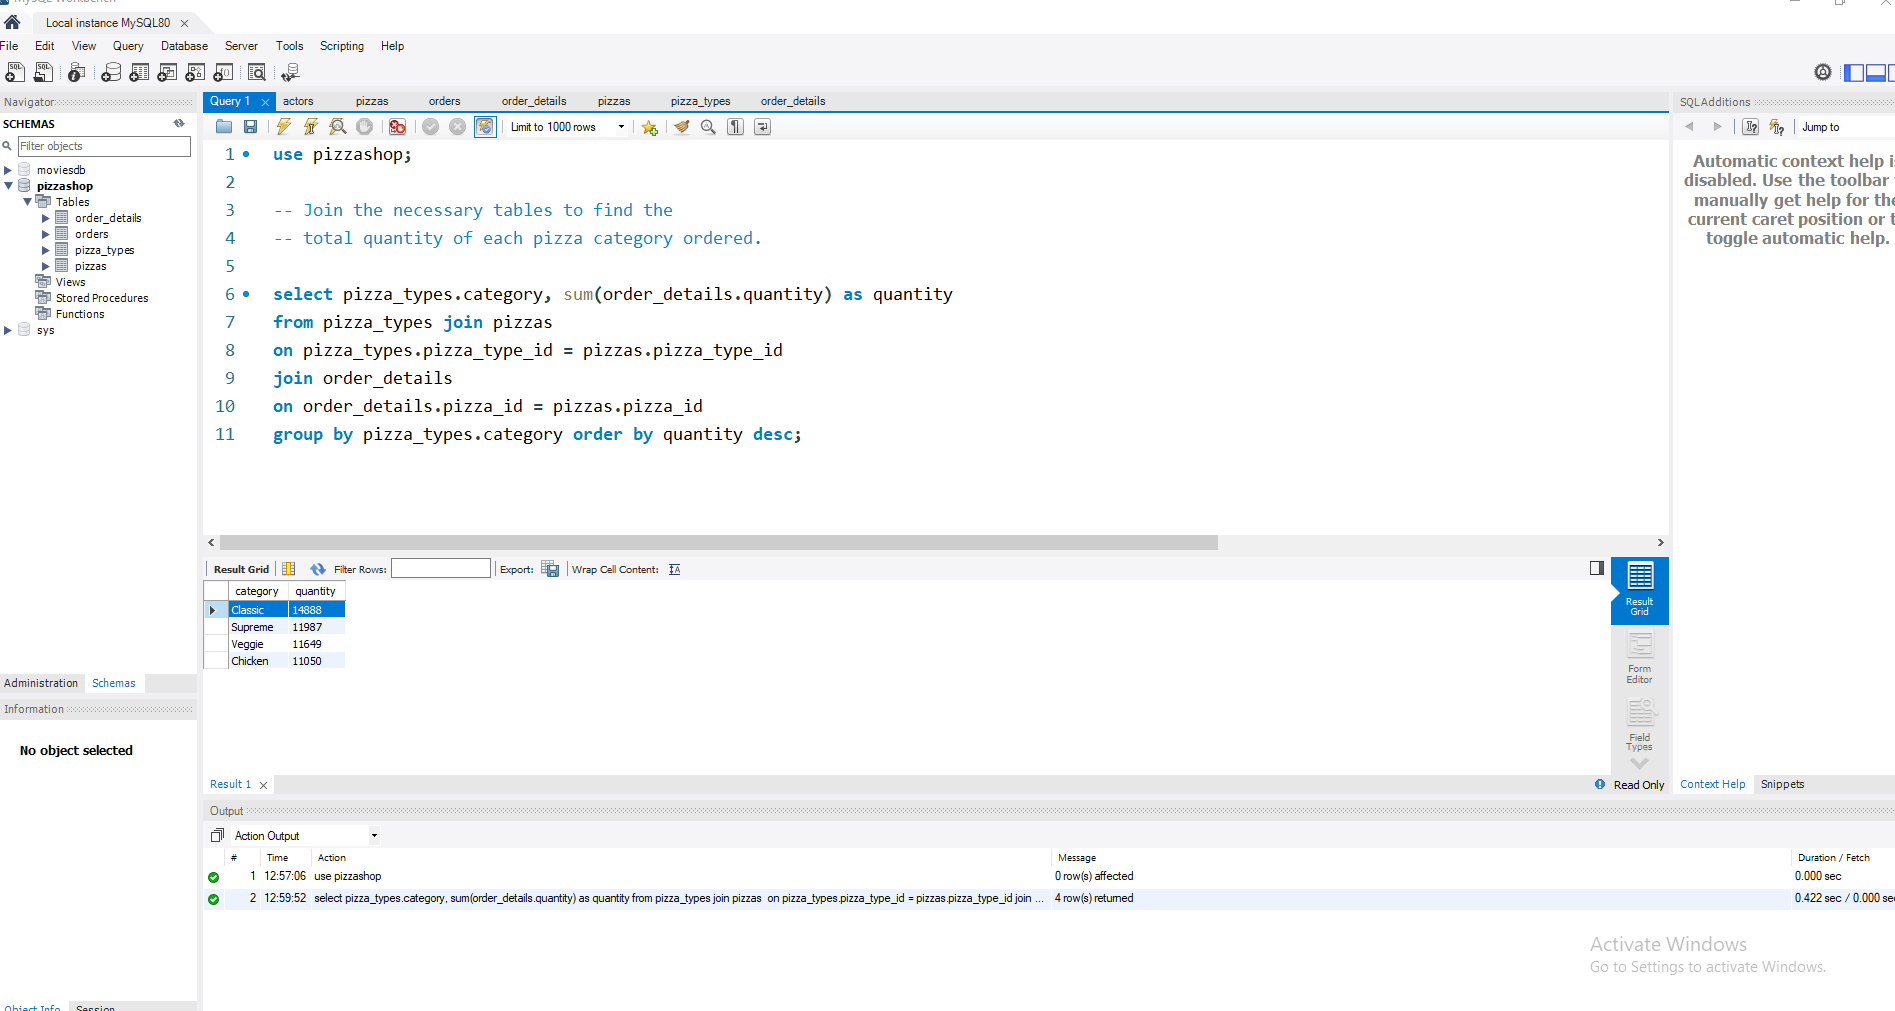 MySQL Workbench
Local instance MySQL80
File Edit View Query Database Server Tools Scripting Help
Navigator
SCHEMAS
Filter objects
moviesdb
pizzashop
Tables
order_details
orders
pizza_types
pizzas
Views
Stored Procedures
Functions
sys
Administration Schemas
Information
No object selected
Object Info Session
Query 1 actors pizzas orders order_details pizzas pizza_types order_details
Limit to 1000 rows
1 use pizzashop;
2
3 -- Join the necessary tables to find the
4 -- total quantity of each pizza category ordered.
5
6 select pizza_types.category, sum(order_details.quantity) as quantity
7 from pizza_types join pizzas
8 on pizza_types.pizza_type_id = pizzas.pizza_type_id
9 join order_details
10 on order_details.pizza_id = pizzas.pizza_id
11 group by pizza_types.category order by quantity desc;
Result Grid Filter Rows: Export: Wrap Cell Content:
category quantity
Classic 14888
Supreme 11987
Veggie 11649
Chicken 11050
Result
Grid
Form
Editor
Field
Types
Result 1 Read Only
SQLAdditions
Jump to
Automatic context help is
disabled. Use the toolbar
manually get help for the
current caret position or t
toggle automatic help.
Context Help Snippets
Output
Action Output
# Time Action Message Duration / Fetch
1 12:57:06 use pizzashop 0 row(s) affected 0.000 sec
2 12:59:52 select pizza_types.category, sum(order_details.quantity) as quantity from pizza_types join pizzas on pizza_types.pizza_type_id = pizzas.pizza_type_id join ... 4 row(s) returned 0.422 sec / 0.000 sec
Activate Windows
Go to Settings to activate Windows.